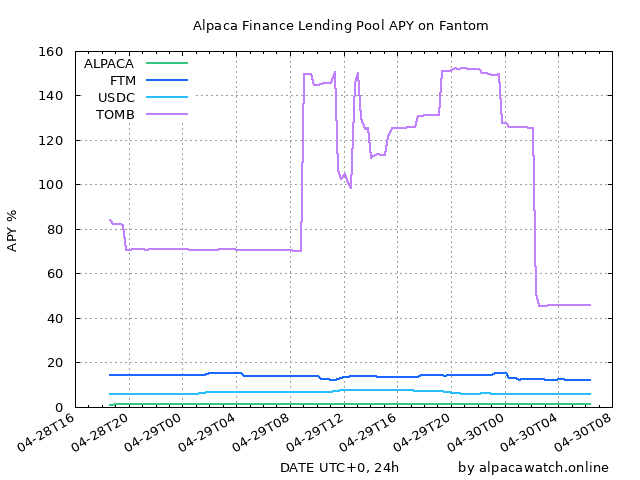 Alpaca Finance Lending Pool APY on Fantom
ALPACA
FTM
USDC
TOMB
160
140
120
100
80
60
40
20
0
APY %
04-28T16
04-28T20
04-29T00
04-29T04
04-29T08
04-29T12
04-29T16
04-29T20
04-30T00
04-30T04
04-30T08
DATE UTC+0, 24h
by alpacawatch.online